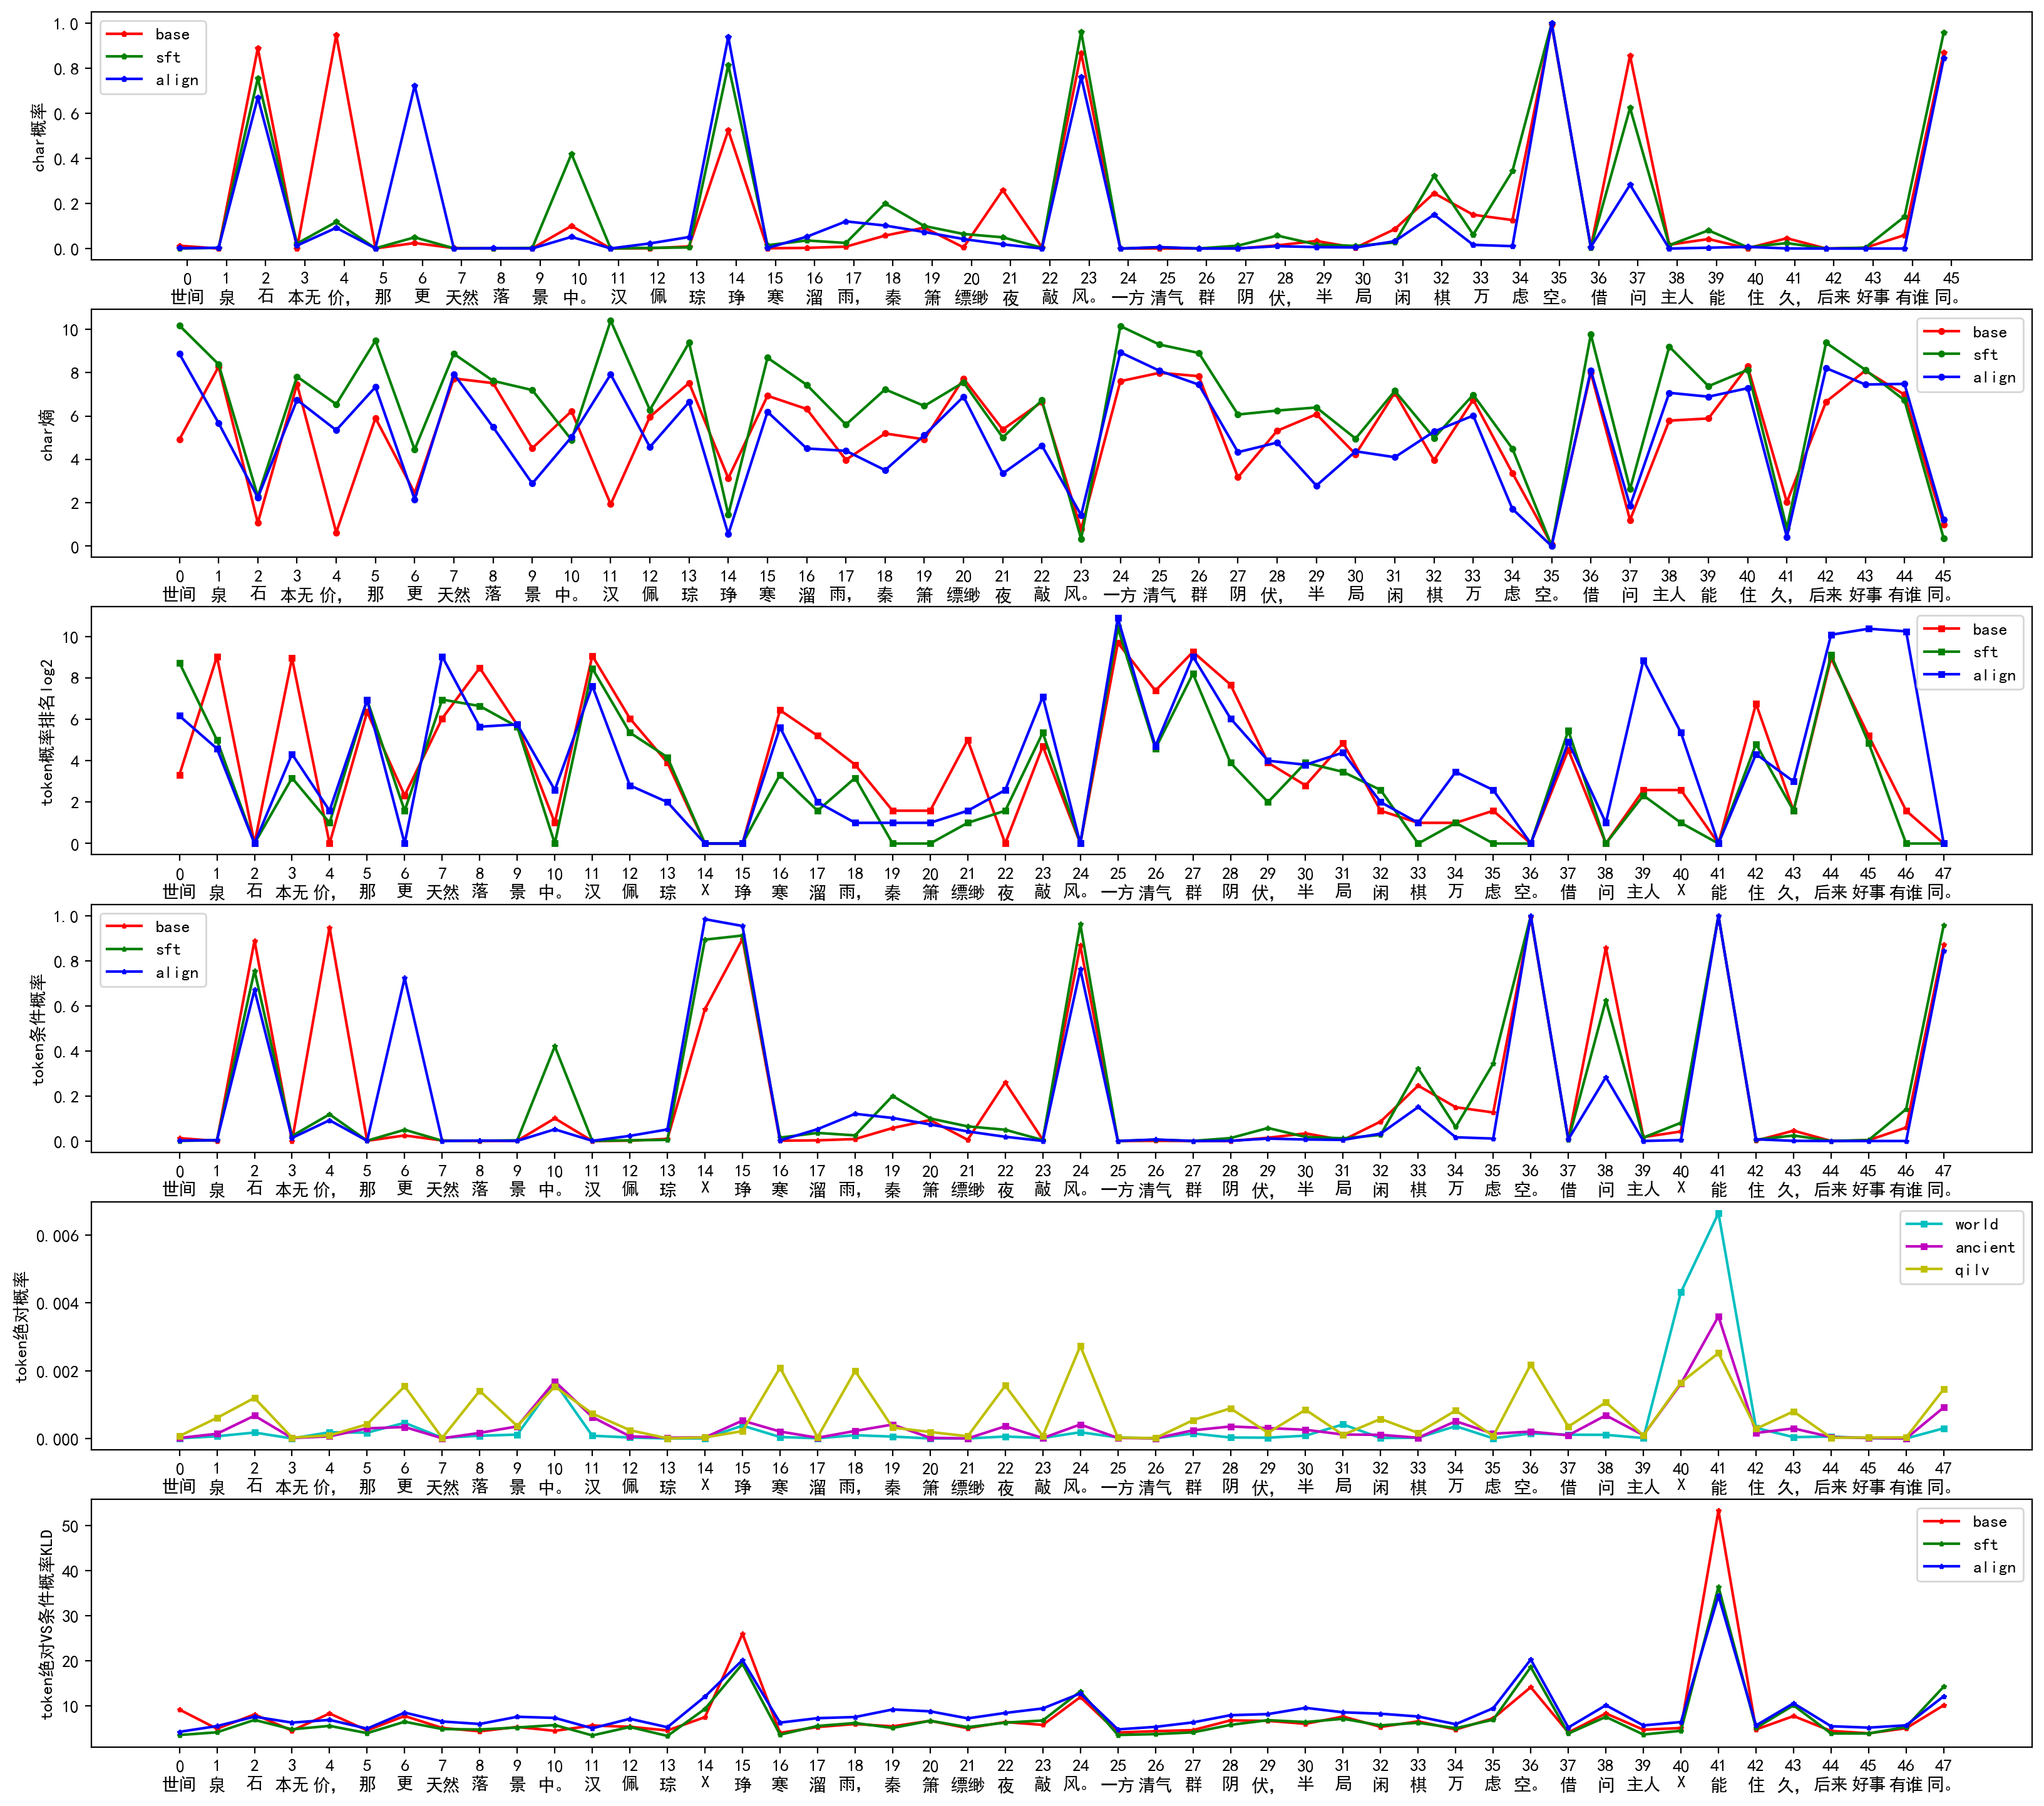 1.0
0.8
0.6
0.4
0.2
0.0
char概率
base
sft
align
0 1 2 3 4 5 6 7 8 9 10 11 12 13 14 15 16 17 18 19 20 21 22 23 24 25 26 27 28 29 30 31 32 33 34 35 36 37 38 39 40 41 42 43 44 45
世间 泉 石 本无 价， 那 更 天然 落 景 中。 汉 佩 琮 琤 寒 溜 雨， 秦 箫 缥缈 夜 敲 风。 一方 清气 群 阴 伏， 半 局 闲 棋 万 虑 空。 借 问 主人 能 住 久， 后来 好事 有谁 同。
10
8
6
4
2
0
char熵
base
sft
align
0 1 2 3 4 5 6 7 8 9 10 11 12 13 14 15 16 17 18 19 20 21 22 23 24 25 26 27 28 29 30 31 32 33 34 35 36 37 38 39 40 41 42 43 44 45
世间 泉 石 本无 价， 那 更 天然 落 景 中。 汉 佩 琮 琤 寒 溜 雨， 秦 箫 缥缈 夜 敲 风。 一方 清气 群 阴 伏， 半 局 闲 棋 万 虑 空。 借 问 主人 能 住 久， 后来 好事 有谁 同。
10
8
6
4
2
0
token概率排名log2
base
sft
align
0 1 2 3 4 5 6 7 8 9 10 11 12 13 14 15 16 17 18 19 20 21 22 23 24 25 26 27 28 29 30 31 32 33 34 35 36 37 38 39 40 41 42 43 44 45 46 47
世间 泉 石 本无 价， 那 更 天然 落 景 中。 汉 佩 琮 X 琤 寒 溜 雨， 秦 箫 缥缈 夜 敲 风。 一方 清气 群 阴 伏， 半 局 闲 棋 万 虑 空。 借 问 主人 X 能 住 久， 后来 好事 有谁 同。
1.0
0.8
0.6
0.4
0.2
0.0
token条件概率
base
sft
align
0 1 2 3 4 5 6 7 8 9 10 11 12 13 14 15 16 17 18 19 20 21 22 23 24 25 26 27 28 29 30 31 32 33 34 35 36 37 38 39 40 41 42 43 44 45 46 47
世间 泉 石 本无 价， 那 更 天然 落 景 中。 汉 佩 琮 X 琤 寒 溜 雨， 秦 箫 缥缈 夜 敲 风。 一方 清气 群 阴 伏， 半 局 闲 棋 万 虑 空。 借 问 主人 X 能 住 久， 后来 好事 有谁 同。
0.006
0.004
0.002
0.000
token绝对概率
world
ancient
qilv
0 1 2 3 4 5 6 7 8 9 10 11 12 13 14 15 16 17 18 19 20 21 22 23 24 25 26 27 28 29 30 31 32 33 34 35 36 37 38 39 40 41 42 43 44 45 46 47
世间 泉 石 本无 价， 那 更 天然 落 景 中。 汉 佩 琮 X 琤 寒 溜 雨， 秦 箫 缥缈 夜 敲 风。 一方 清气 群 阴 伏， 半 局 闲 棋 万 虑 空。 借 问 主人 X 能 住 久， 后来 好事 有谁 同。
50
40
30
20
10
token绝对VS条件概率KLD
base
sft
align
0 1 2 3 4 5 6 7 8 9 10 11 12 13 14 15 16 17 18 19 20 21 22 23 24 25 26 27 28 29 30 31 32 33 34 35 36 37 38 39 40 41 42 43 44 45 46 47
世间 泉 石 本无 价， 那 更 天然 落 景 中。 汉 佩 琮 X 琤 寒 溜 雨， 秦 箫 缥缈 夜 敲 风。 一方 清气 群 阴 伏， 半 局 闲 棋 万 虑 空。 借 问 主人 X 能 住 久， 后来 好事 有谁 同。